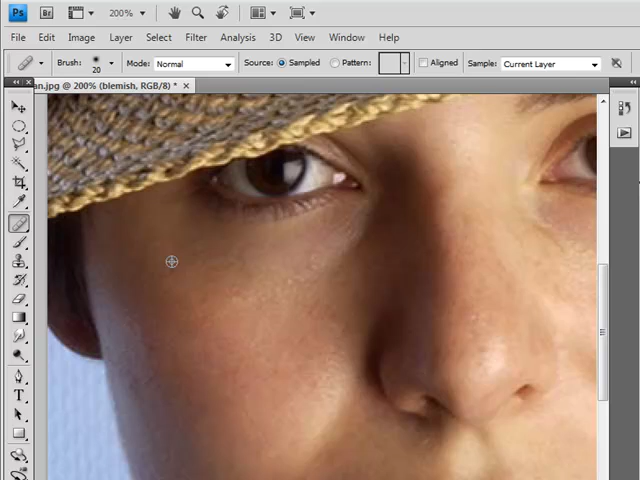 Ps Br 200%
File Edit Image Layer Select Filter Analysis 3D View Window Help
Brush: 20 Mode: Normal Source: Sampled Pattern: Aligned Sample: Current Layer
an.jpg @ 200% (blemish, RGB/8) * ×
T